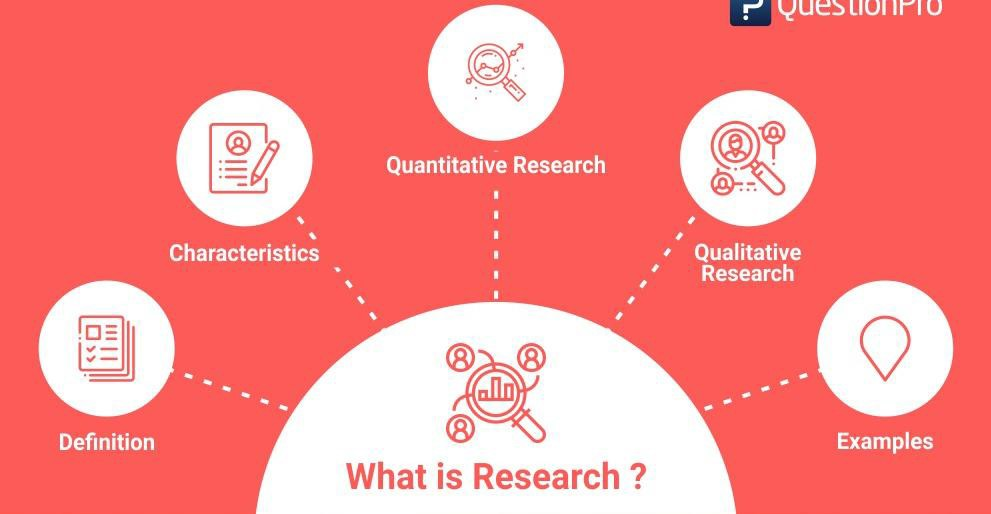 QuestionPro
Quantitative Research
Characteristics
Qualitative
Research
Definition
Examples
What is Research ?